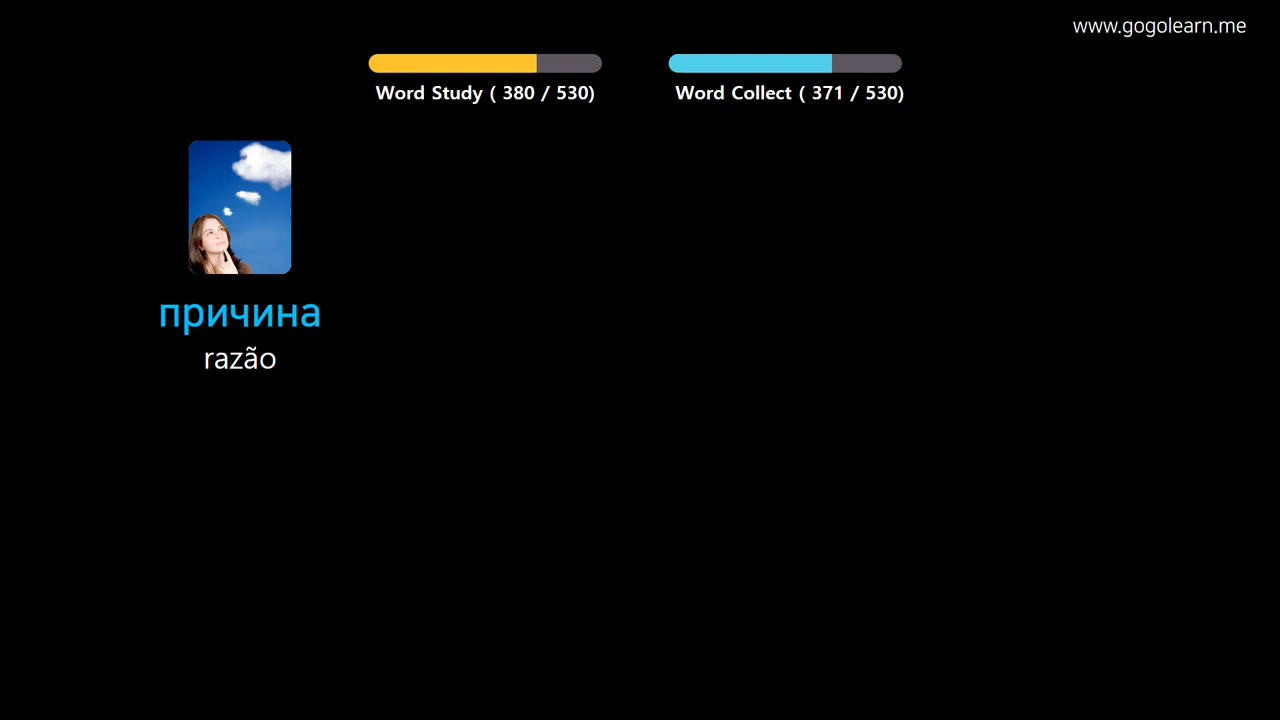 www.gogolearn.me
Word Study ( 380 / 530)
Word Collect ( 371 / 530)
причина
razão